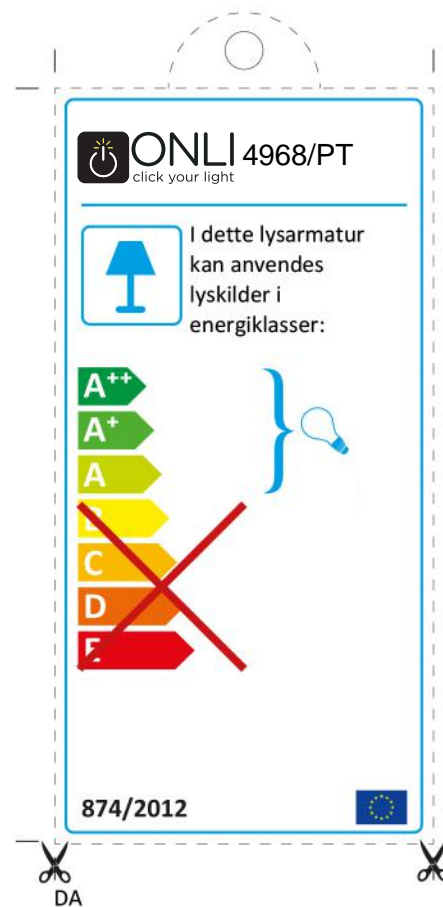 ONLI 4968/PT
click your light
I dette lysarmatur
kan anvendes
lyskilder i
energiklasser:
A++
A+
A
B
C
D
E
874/2012
DA